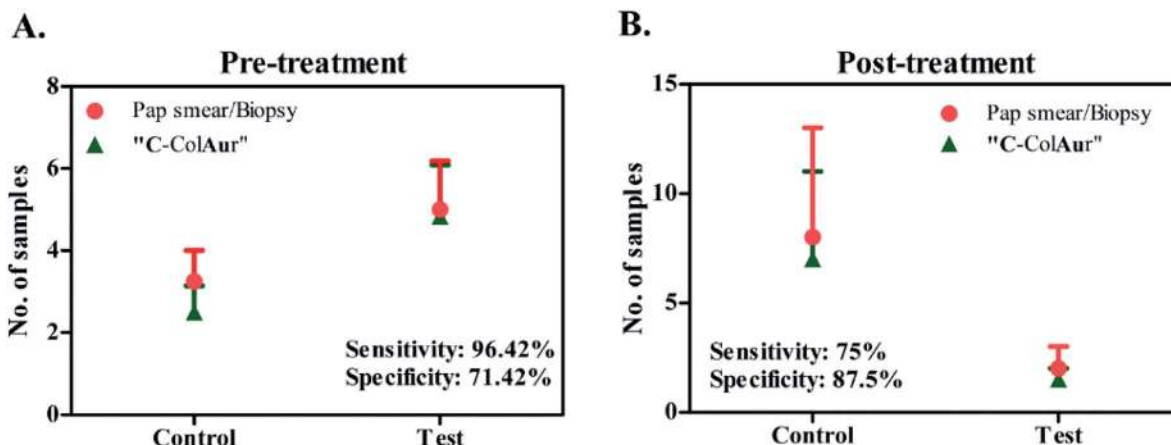 A.
Pre-treatment
8
6
4
2
0
No. of samples
Pap smear/Biopsy
"C-ColAur"
Sensitivity: 96.42%
Specificity: 71.42%
Control
Test
B.
Post-treatment
15
10
5
0
No. of samples
Pap smear/Biopsy
"C-ColAur"
Sensitivity: 75%
Specificity: 87.5%
Control
Test